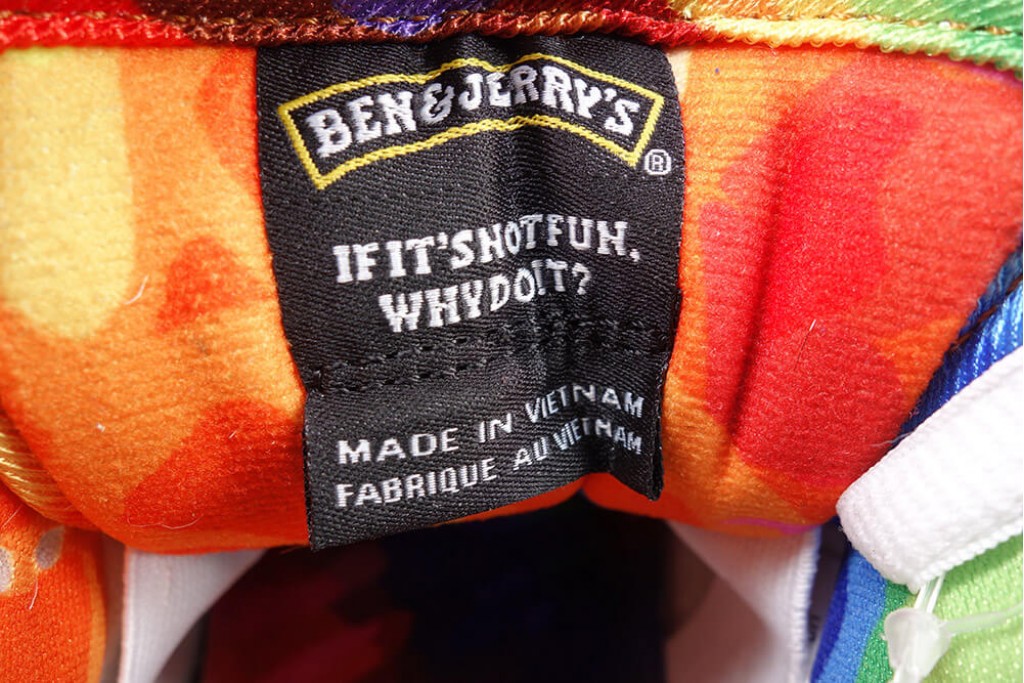 BEN & JERRY'S
®
IF IT'S NOT FUN,
WHY DO IT?
MADE IN VIETNAM
FABRIQUE AU VIETNAM